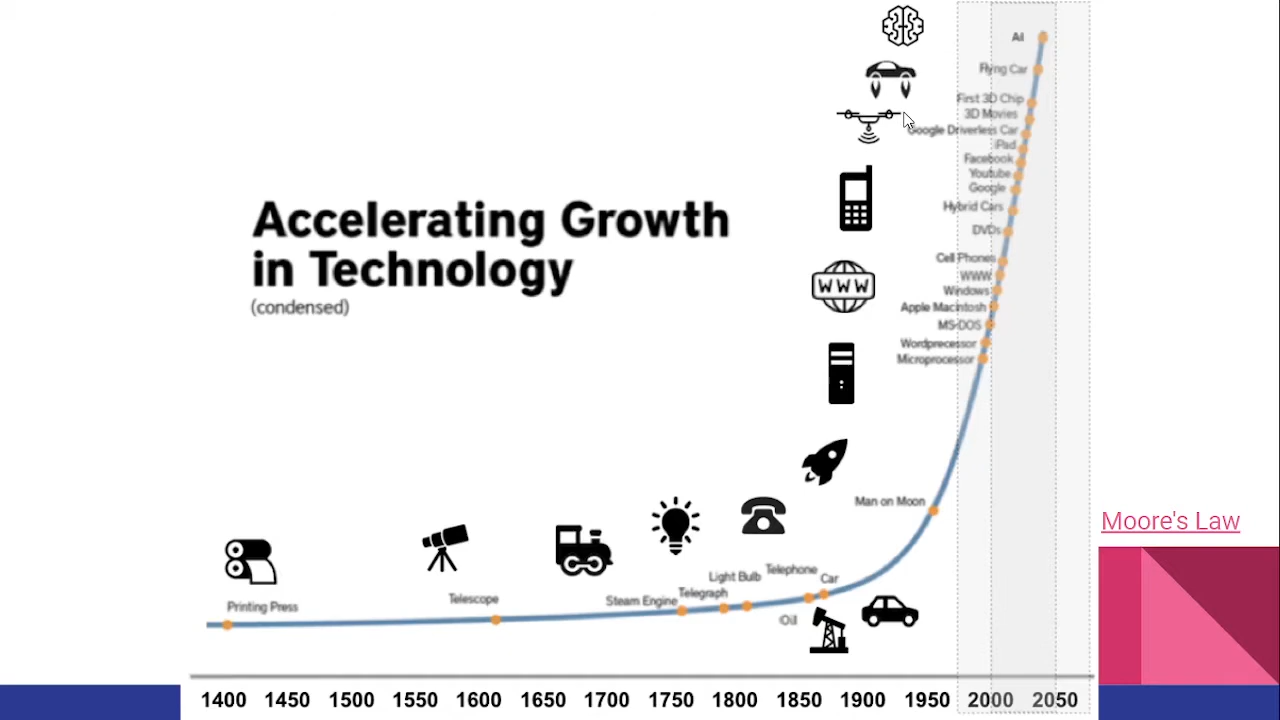 AI
Flying Car
First 3D Chip
3D Movies
Google Driverless Car
iPad
Facebook
Youtube
Google
Hybrid Cars
DVDs
Accelerating Growth
in Technology
(condensed)
Cell Phones
WWW
WWW
Windows
Apple Macintosh
MS-DOS
Wordprecessor
Microprocessor
Man on Moon
Moore's Law
Telephone
Light Bulb
Car
Telegraph
Steam Engine
Telescope
Printing Press
Oil
1400 1450 1500 1550 1600 1650 1700 1750 1800 1850 1900 1950 2000 2050